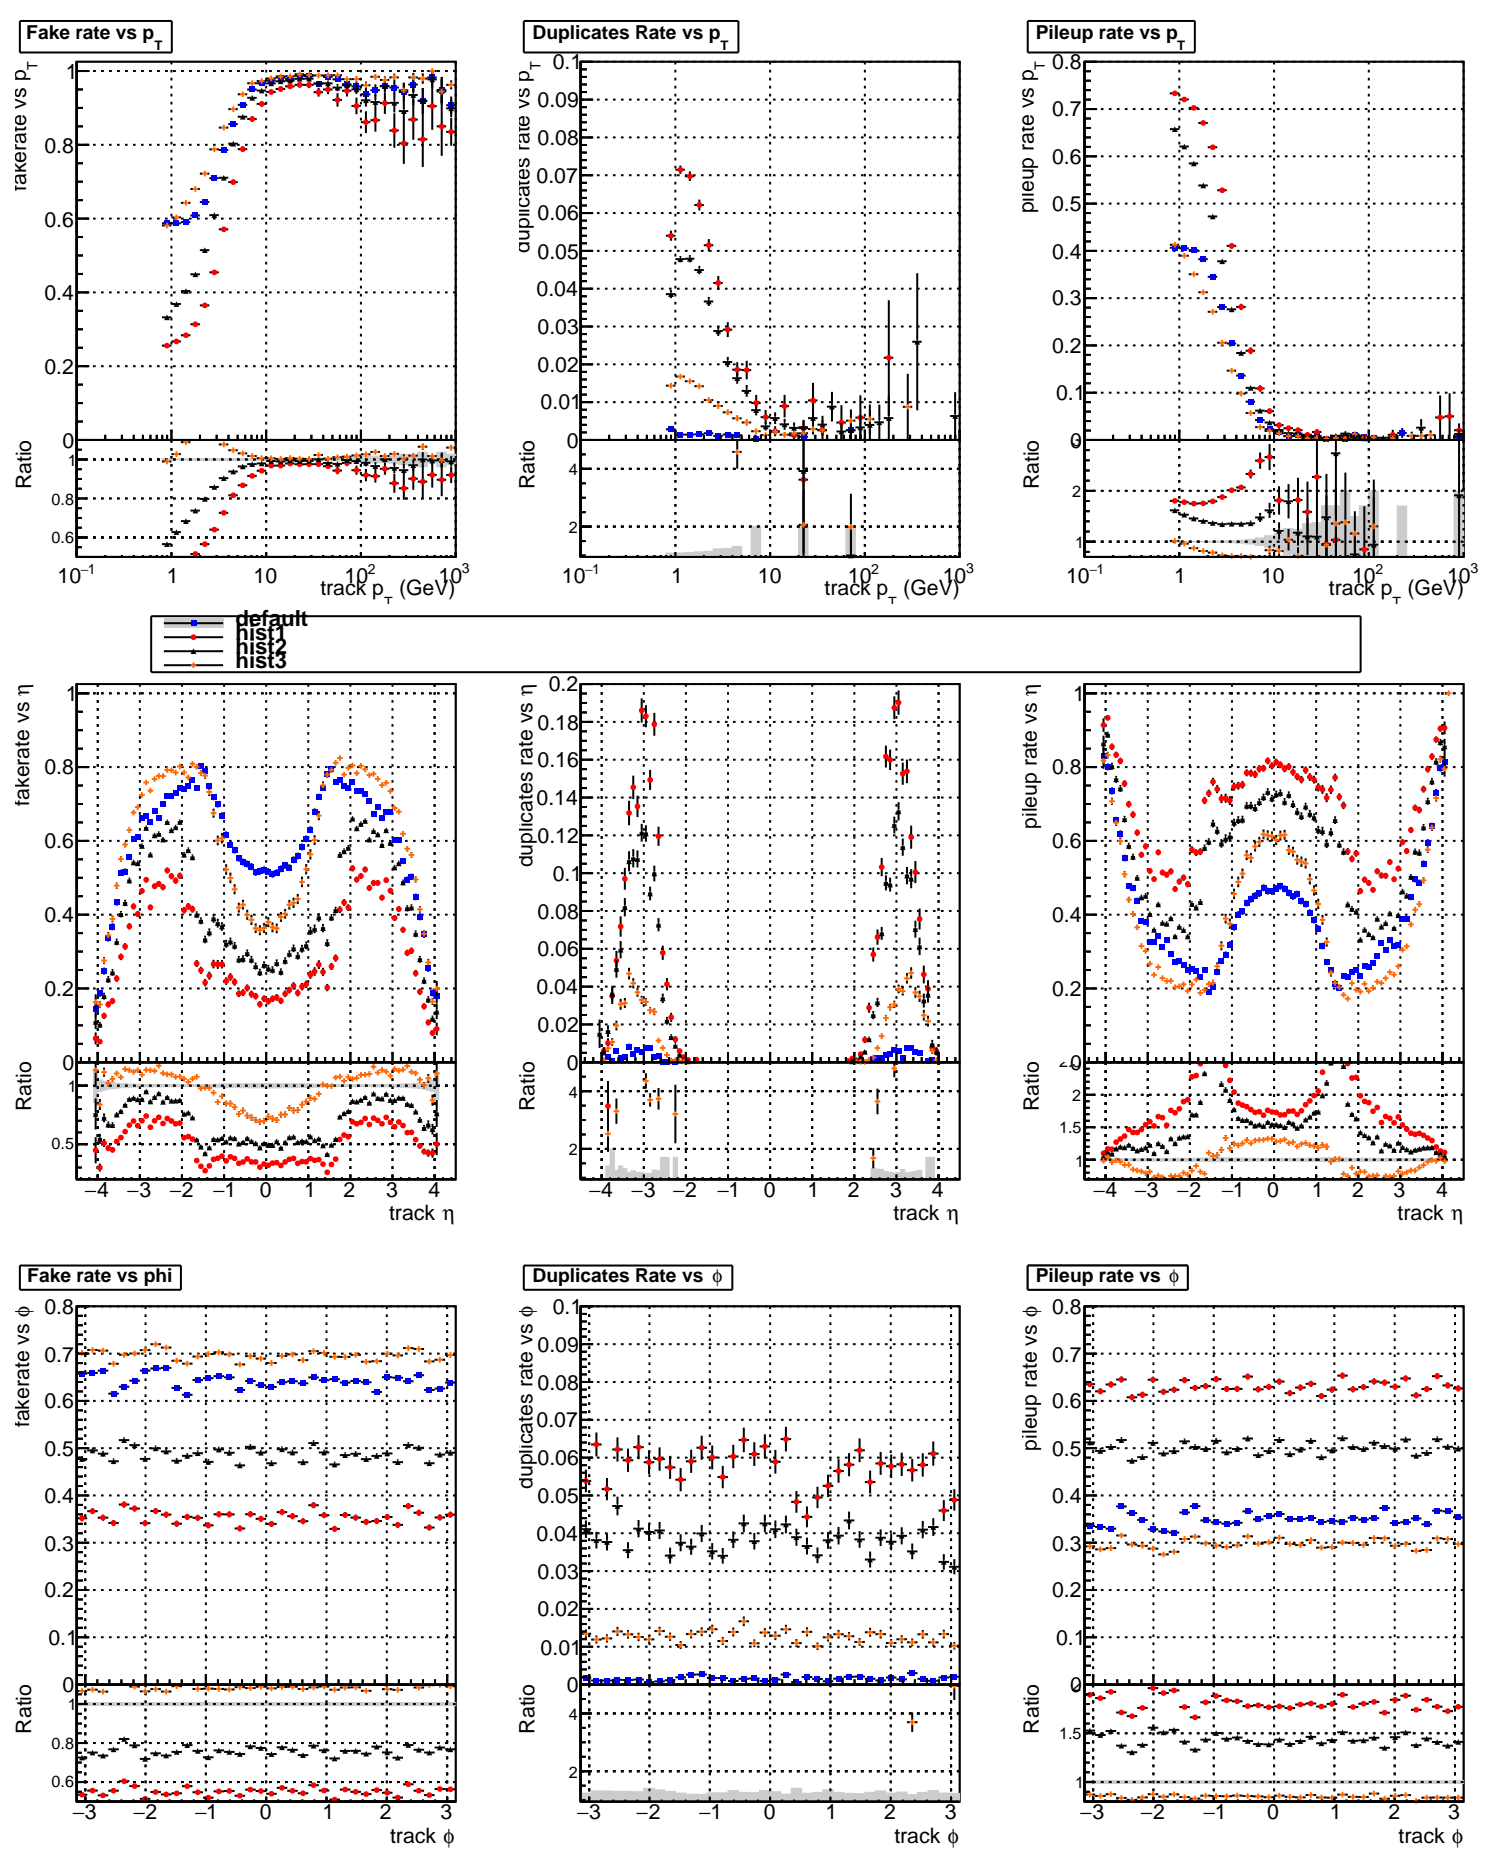 Fake rate vs p_T
Duplicates Rate vs p_T
Pileup rate vs p_T
fakerate vs p_T
1
0.8
0.6
0.4
0.2
0
Ratio
1
0.8
0.6
10⁻¹ 1 10 10² 10³
track p_T (GeV)
duplicates rate vs p_T
0.1
0.09
0.08
0.07
0.06
0.05
0.04
0.03
0.02
0.01
0
Ratio
4
2
10⁻¹ 1 10 10² 10³
track p_T (GeV)
pileup rate vs p_T
0.8
0.7
0.6
0.5
0.4
0.3
0.2
0.1
0
Ratio
2
1
10⁻¹ 1 10 10² 10³
track p_T (GeV)
default
hist1
hist2
hist3
fakerate vs η
1
0.8
0.6
0.4
0.2
0
Ratio
1
0.5
−4 −3 −2 −1 0 1 2 3 4
track η
duplicates rate vs η
0.2
0.18
0.16
0.14
0.12
0.1
0.08
0.06
0.04
0.02
0
Ratio
4
2
−4 −3 −2 −1 0 1 2 3 4
track η
pileup rate vs η
1
0.8
0.6
0.4
0.2
Ratio
2
1.5
1
−4 −3 −2 −1 0 1 2 3 4
track η
Fake rate vs phi
Duplicates Rate vs ϕ
Pileup rate vs ϕ
fakerate vs ϕ
0.8
0.7
0.6
0.5
0.4
0.3
0.2
0.1
0
Ratio
1
0.8
0.6
−3 −2 −1 0 1 2 3
track ϕ
duplicates rate vs ϕ
0.1
0.09
0.08
0.07
0.06
0.05
0.04
0.03
0.02
0.01
0
Ratio
4
2
−3 −2 −1 0 1 2 3
track ϕ
pileup rate vs ϕ
0.8
0.7
0.6
0.5
0.4
0.3
0.2
0.1
0
Ratio
1.5
1
−3 −2 −1 0 1 2 3
track ϕ